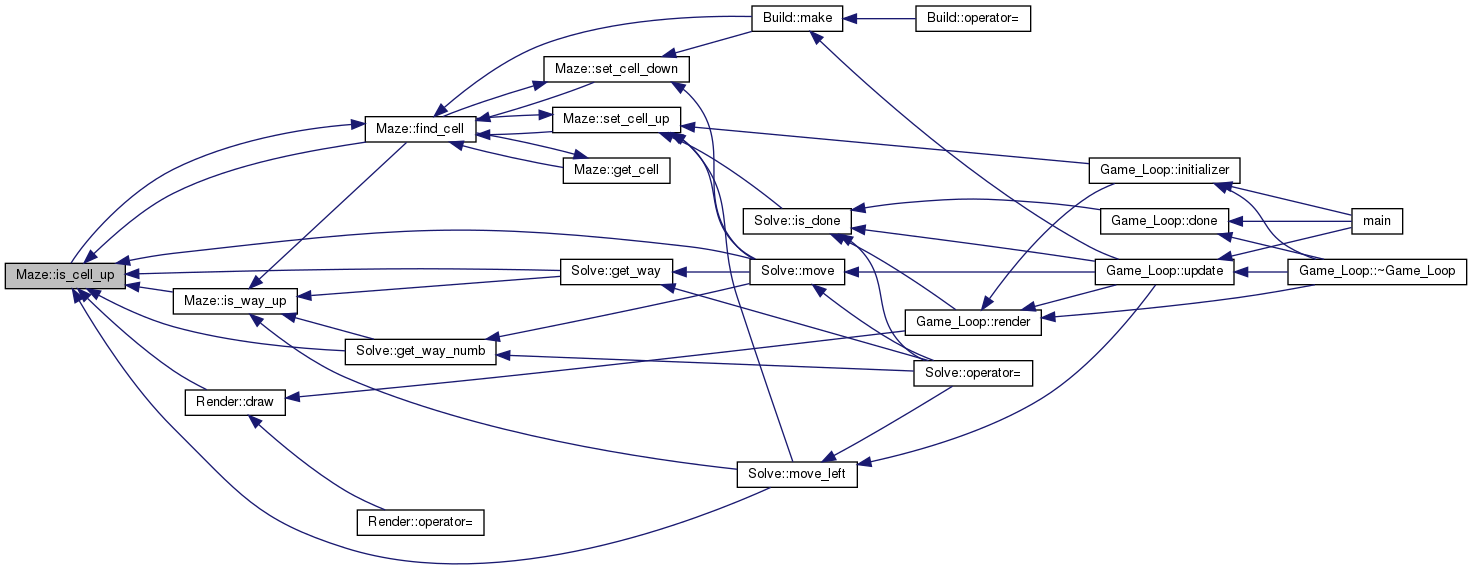 Build::make
Build::operator=
Maze::set_cell_down
Maze::set_cell_up
Maze::find_cell
Maze::get_cell
Game_Loop::initializer
Solve::is_done
Game_Loop::done
main
Maze::is_cell_up
Solve::get_way
Solve::move
Game_Loop::update
Game_Loop::~Game_Loop
Maze::is_way_up
Game_Loop::render
Solve::get_way_numb
Solve::operator=
Render::draw
Solve::move_left
Render::operator=